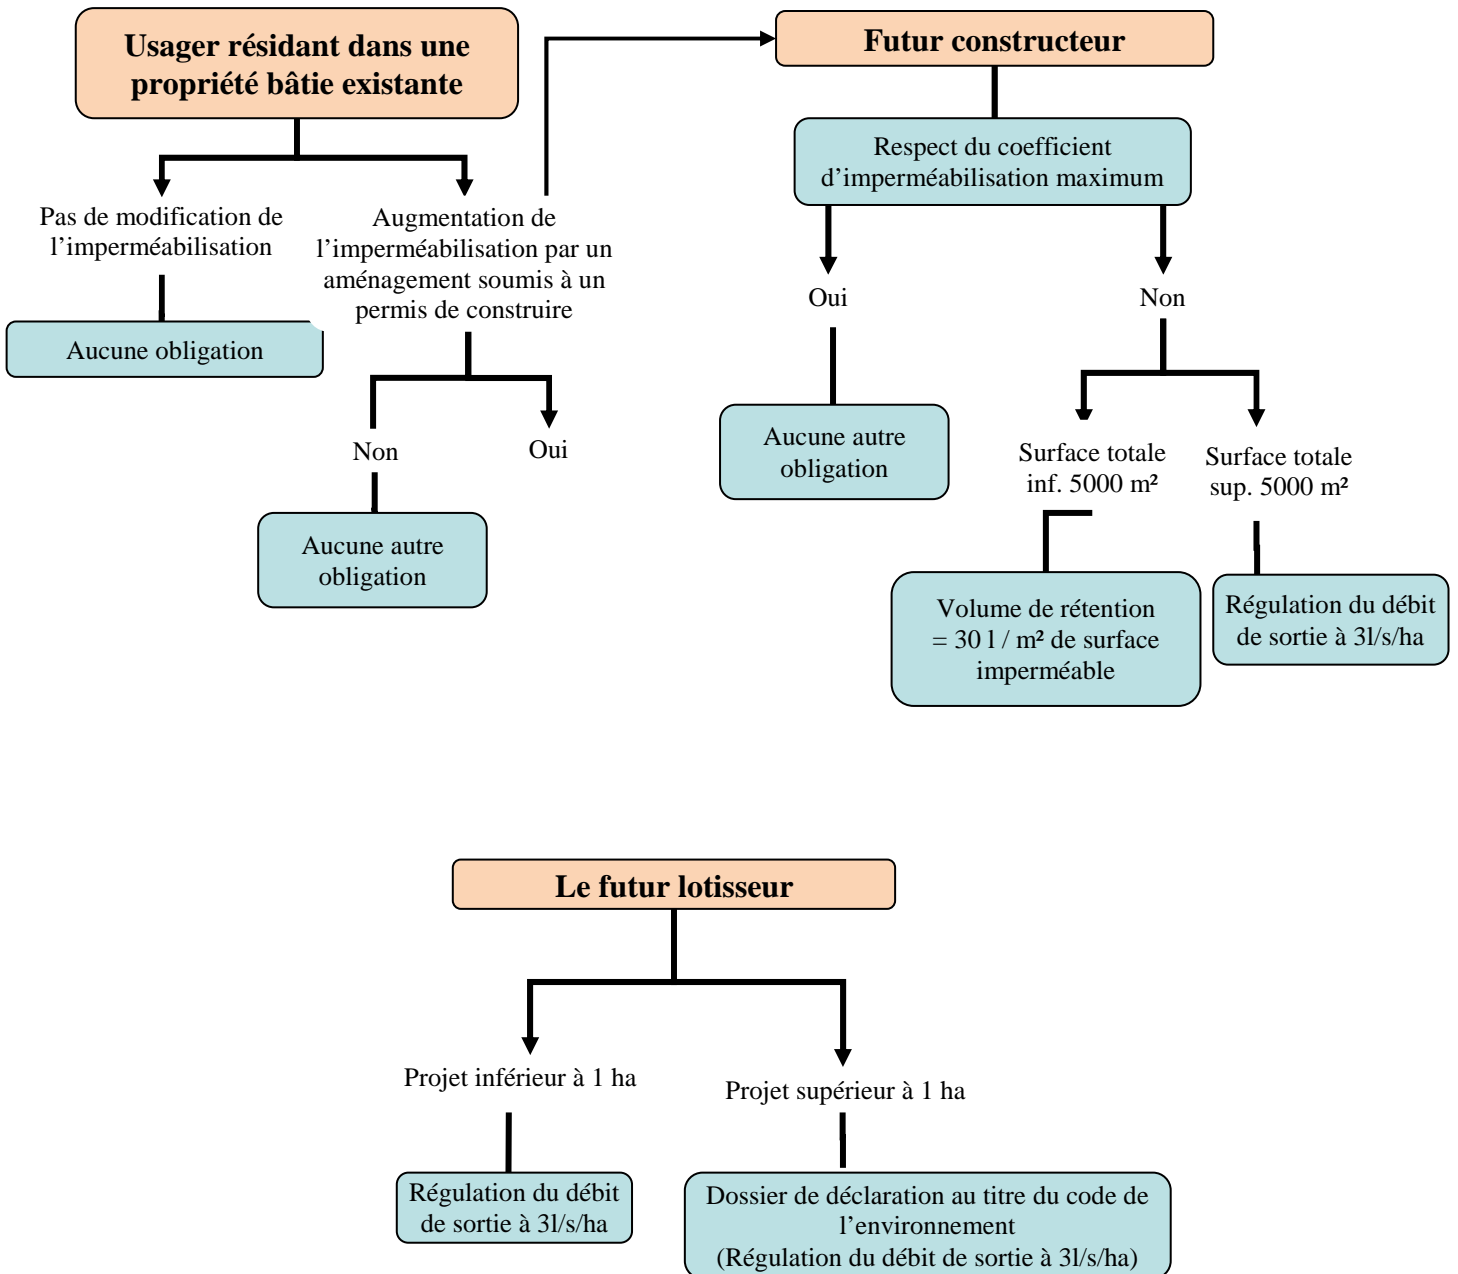 Usager résidant dans une
propriété bâtie existante
Pas de modification de
l’imperméabilisation
Aucune obligation
Augmentation de
l’imperméabilisation par un
aménagement soumis à un
permis de construire
Non
Oui
Aucune autre
obligation
Futur constructeur
Respect du coefficient
d’imperméabilisation maximum
Oui
Non
Aucune autre
obligation
Surface totale
inf. 5000 m²
Surface totale
sup. 5000 m²
Volume de rétention
= 30 l / m² de surface
imperméable
Régulation du débit
de sortie à 3l/s/ha
Le futur lotisseur
Projet inférieur à 1 ha
Projet supérieur à 1 ha
Régulation du débit
de sortie à 3l/s/ha
Dossier de déclaration au titre du code de
l’environnement
(Régulation du débit de sortie à 3l/s/ha)